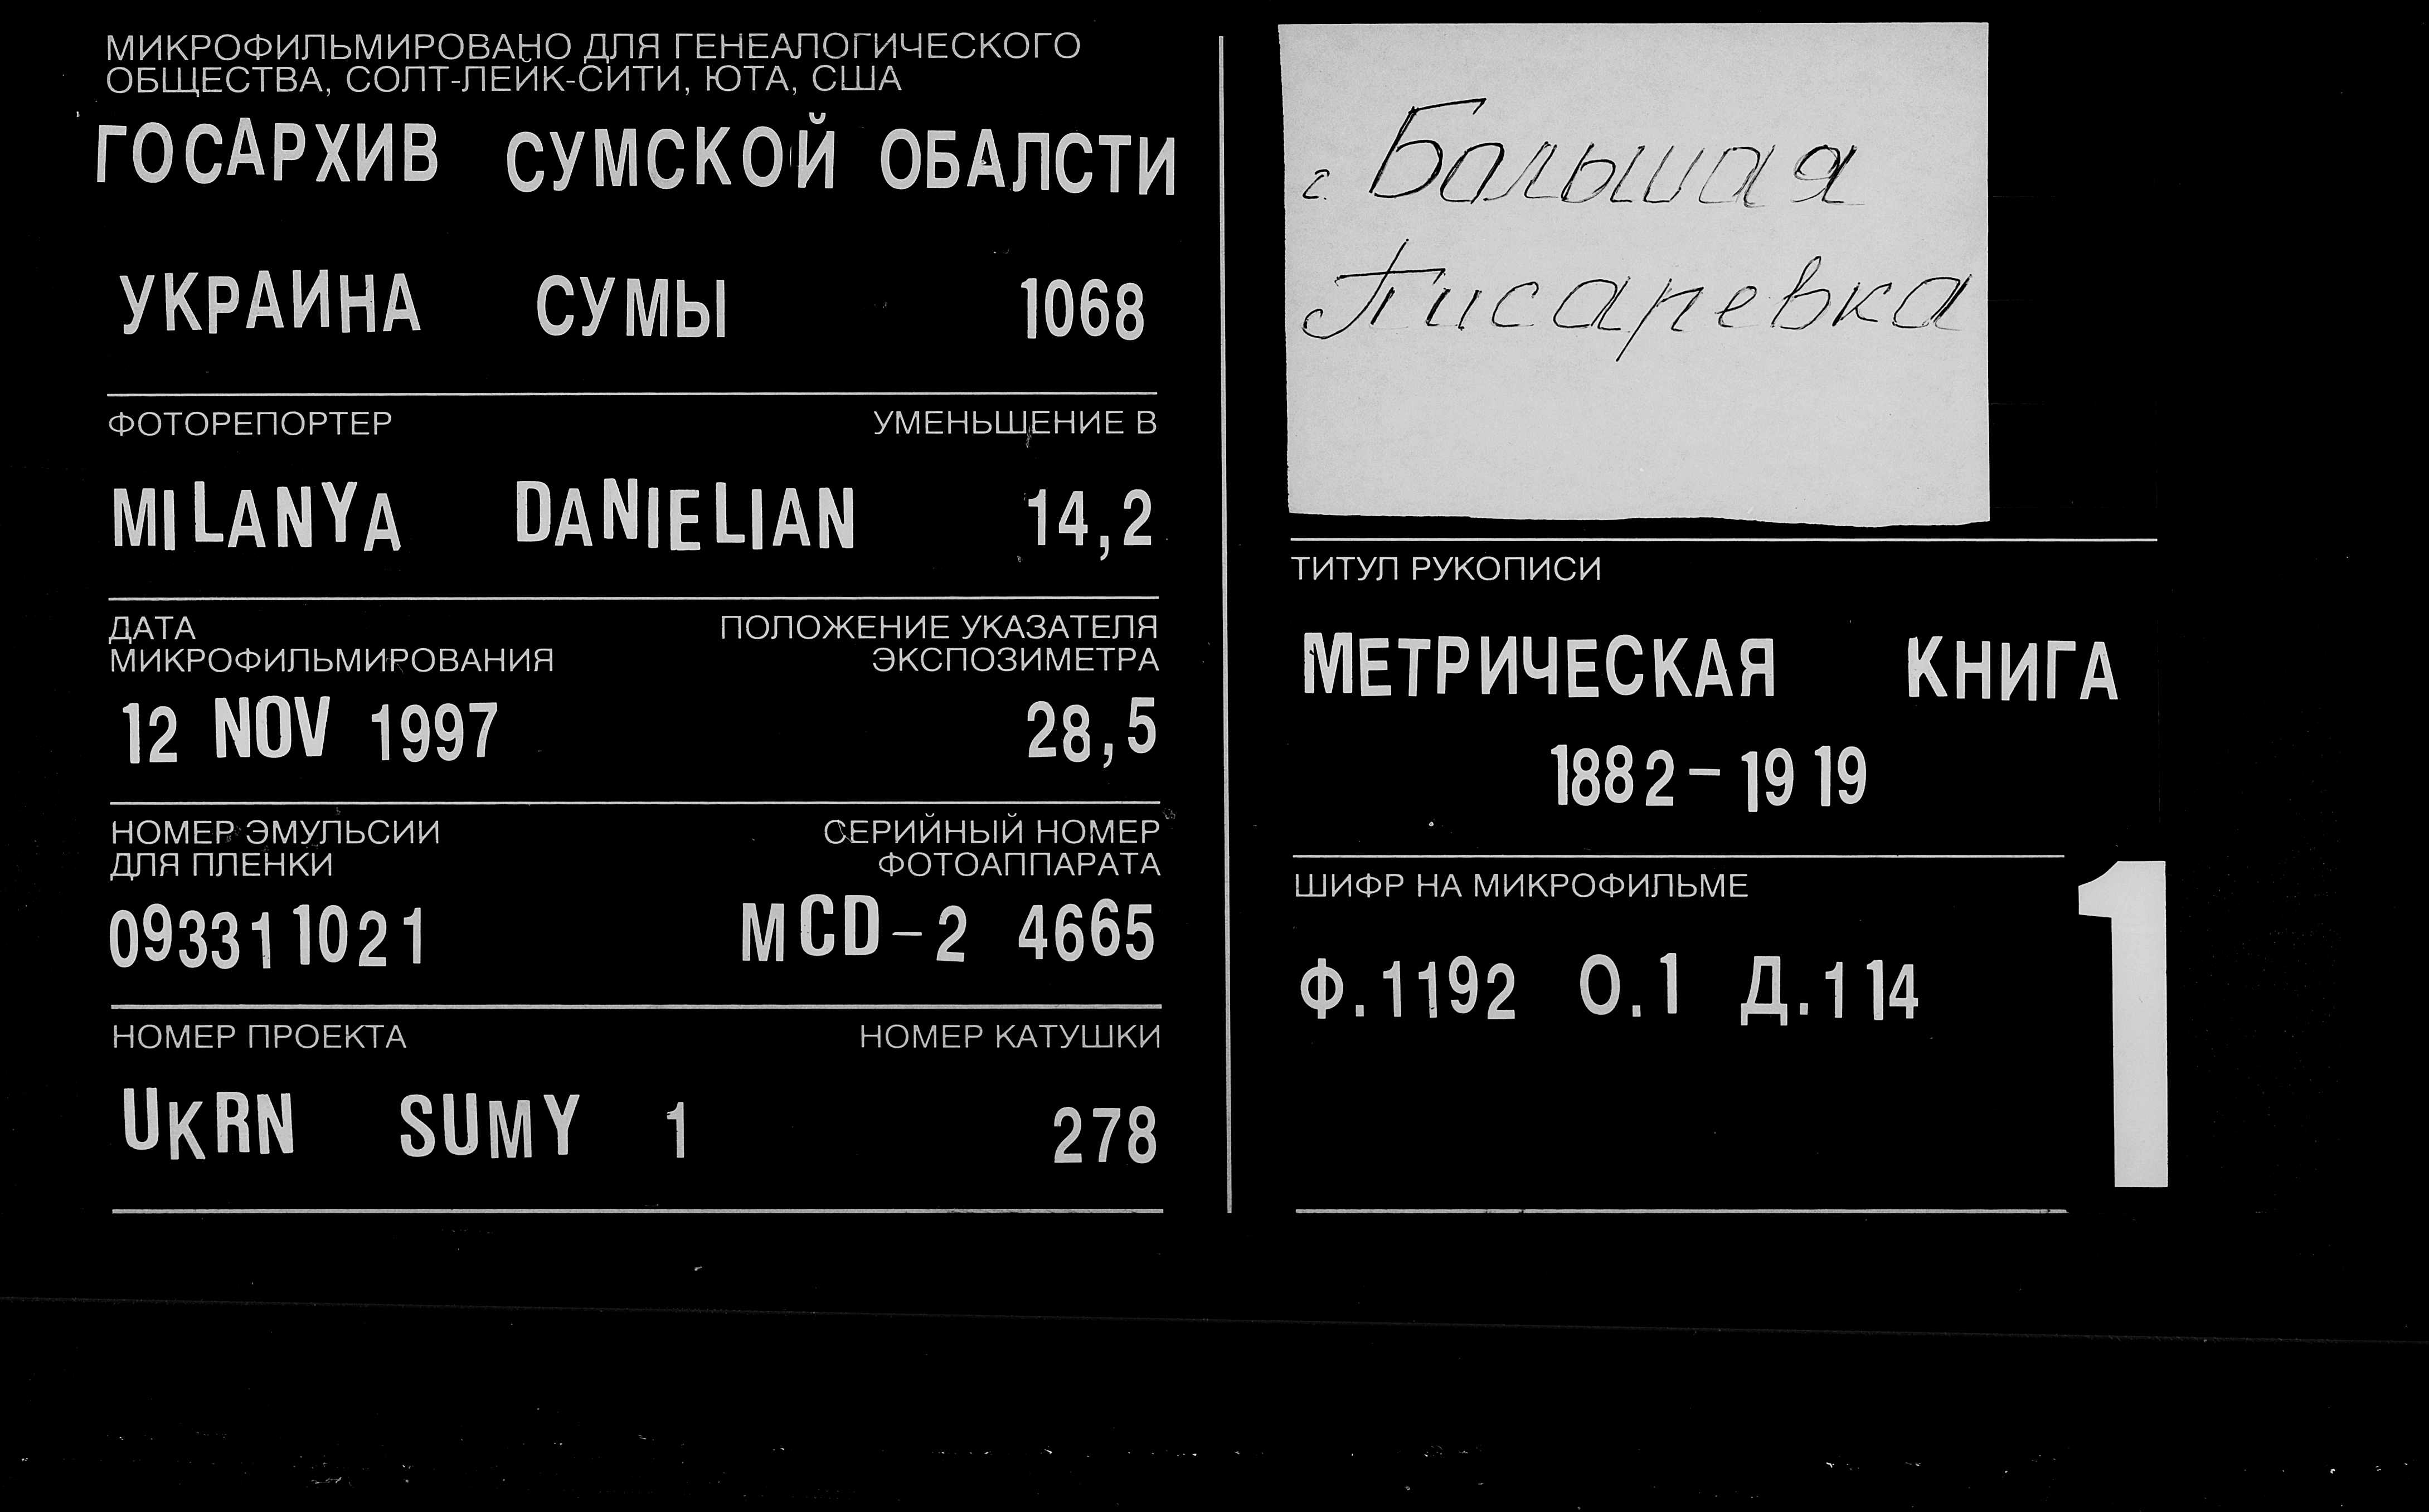 МИКРОФИЛЬМИРОВАНО ДЛЯ ГЕНЕАЛОГИЧЕСКОГО
ОБЩЕСТВА, СОЛТ-ЛЕЙК-СИТИ, ЮТА, США
ГОСАРХИВ СУМСКОЙ ОБАЛСТИ
УКРАИНА СУМЫ 1068
ФОТОРЕПОРТЕР УМЕНЬШЕНИЕ В
MILANYA DANIELIAN 14,2
ДАТА
МИКРОФИЛЬМИРОВАНИЯ
ПОЛОЖЕНИЕ УКАЗАТЕЛЯ
ЭКСПОЗИМЕТРА
12 NOV 1997 28,5
НОМЕР ЭМУЛЬСИИ
ДЛЯ ПЛЕНКИ
СЕРИЙНЫЙ НОМЕР
ФОТОАППАРАТА
093311021 MCD-2 4665
НОМЕР ПРОЕКТА НОМЕР КАТУШКИ
UKRN SUMY 1 278
с. Большая
Писаревка
ТИТУЛ РУКОПИСИ
МЕТРИЧЕСКАЯ КНИГА
1882-1919
ШИФР НА МИКРОФИЛЬМЕ
Ф.1192 О.1 Д.114
1